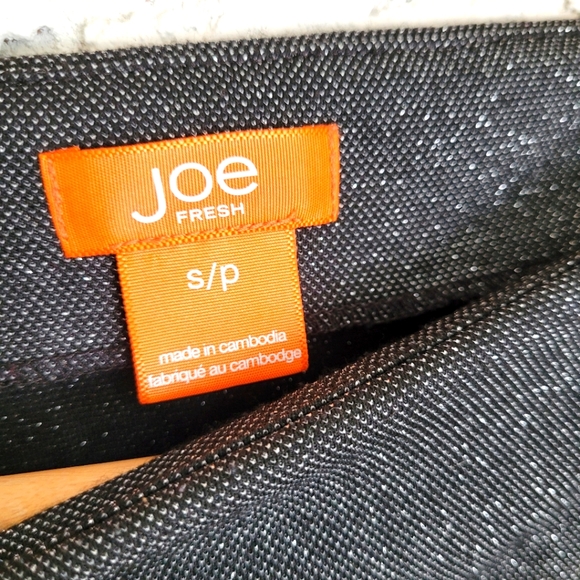 Joe
FRESH
s/p
made in cambodia
fabriqué au cambodge